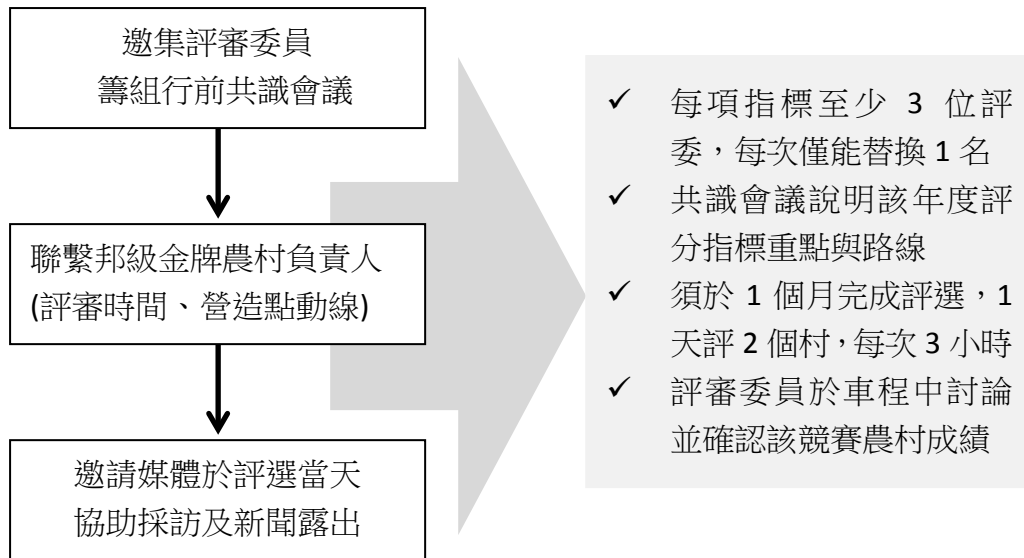 邀集評審委員
籌組行前共識會議
聯繫邦級金牌農村負責人
(評審時間、營造點動線)
邀請媒體於評選當天
協助採訪及新聞露出
✓ 每項指標至少 3 位評
委，每次僅能替換 1 名
✓ 共識會議說明該年度評
分指標重點與路線
✓ 須於 1 個月完成評選，1
天評 2 個村，每次 3 小時
✓ 評審委員於車程中討論
並確認該競賽農村成績